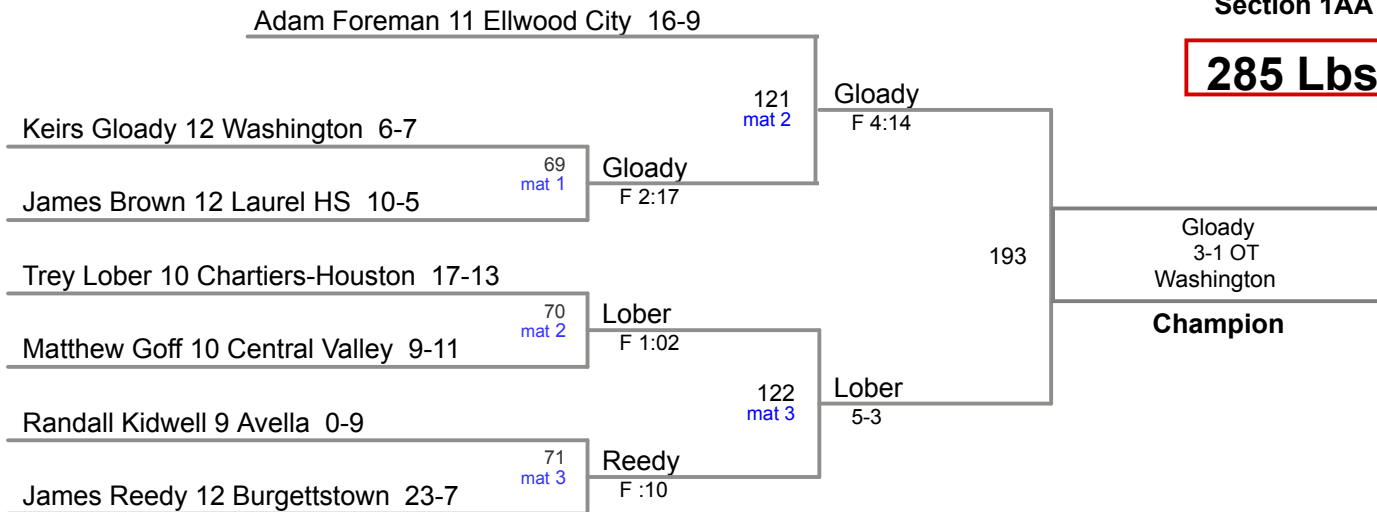 Section 1AA
285 Lbs
Adam Foreman 11 Ellwood City 16-9
121
mat 2
Gloady
F 4:14
Keirs Gloady 12 Washington 6-7
69
mat 1
Gloady
F 2:17
James Brown 12 Laurel HS 10-5
193
Gloady
3-1 OT
Washington
Champion
Trey Lober 10 Chartiers-Houston 17-13
70
mat 2
Lober
F 1:02
Matthew Goff 10 Central Valley 9-11
122
mat 3
Lober
5-3
Randall Kidwell 9 Avella 0-9
71
mat 3
Reedy
F :10
James Reedy 12 Burgettstown 23-7